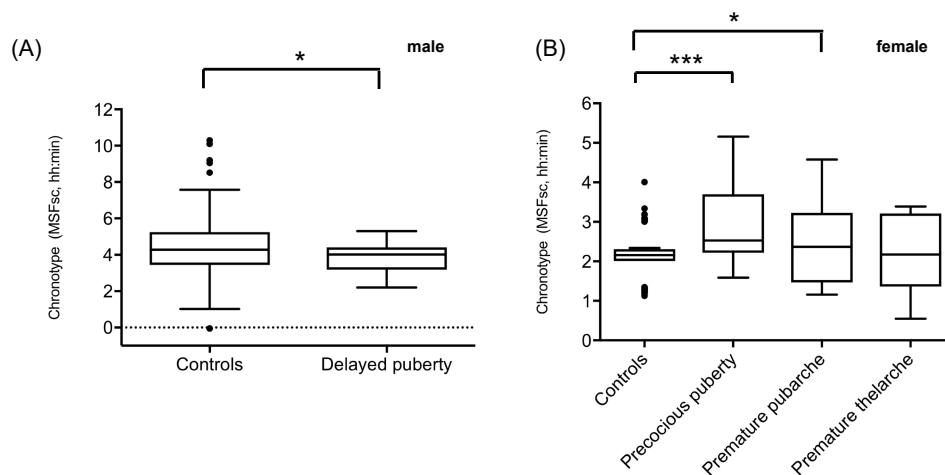 (A)
male
*
Chronotype (MSFsc, hh:min)
12
10
8
6
4
2
0
Controls
Delayed puberty
(B)
female
*
***
Chronotype (MSFsc, hh:min)
6
5
4
3
2
1
0
Controls
Precocious puberty
Premature pubarche
Premature thelarche